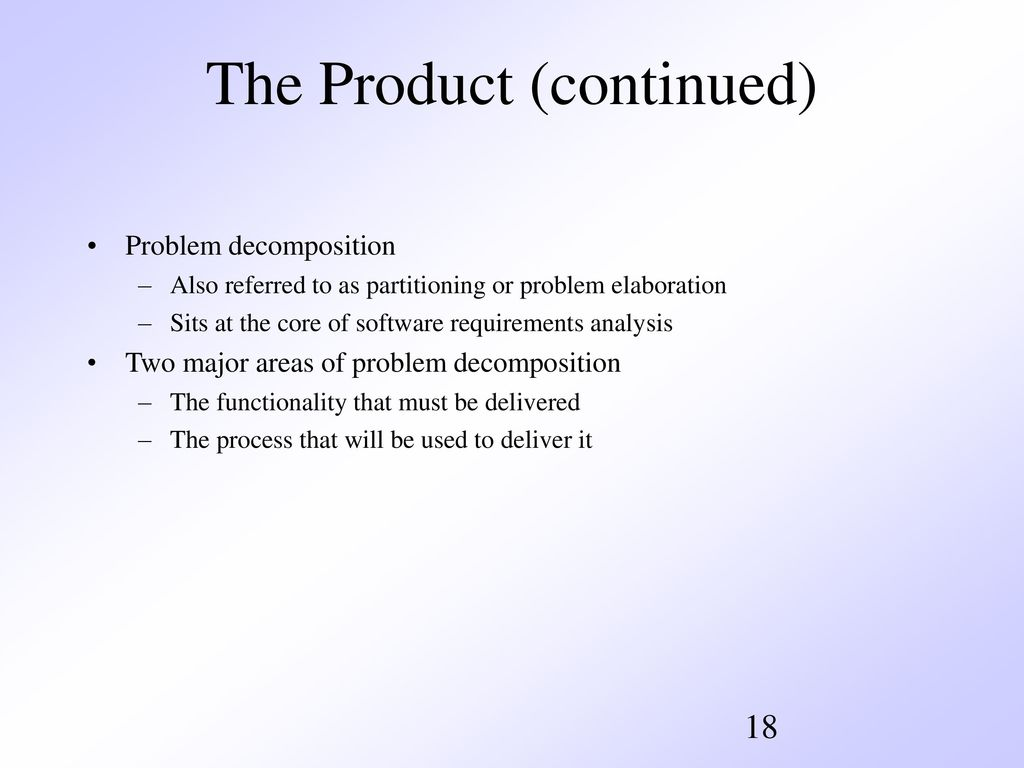 The Product (continued)
• Problem decomposition
– Also referred to as partitioning or problem elaboration
– Sits at the core of software requirements analysis
• Two major areas of problem decomposition
– The functionality that must be delivered
– The process that will be used to deliver it
18